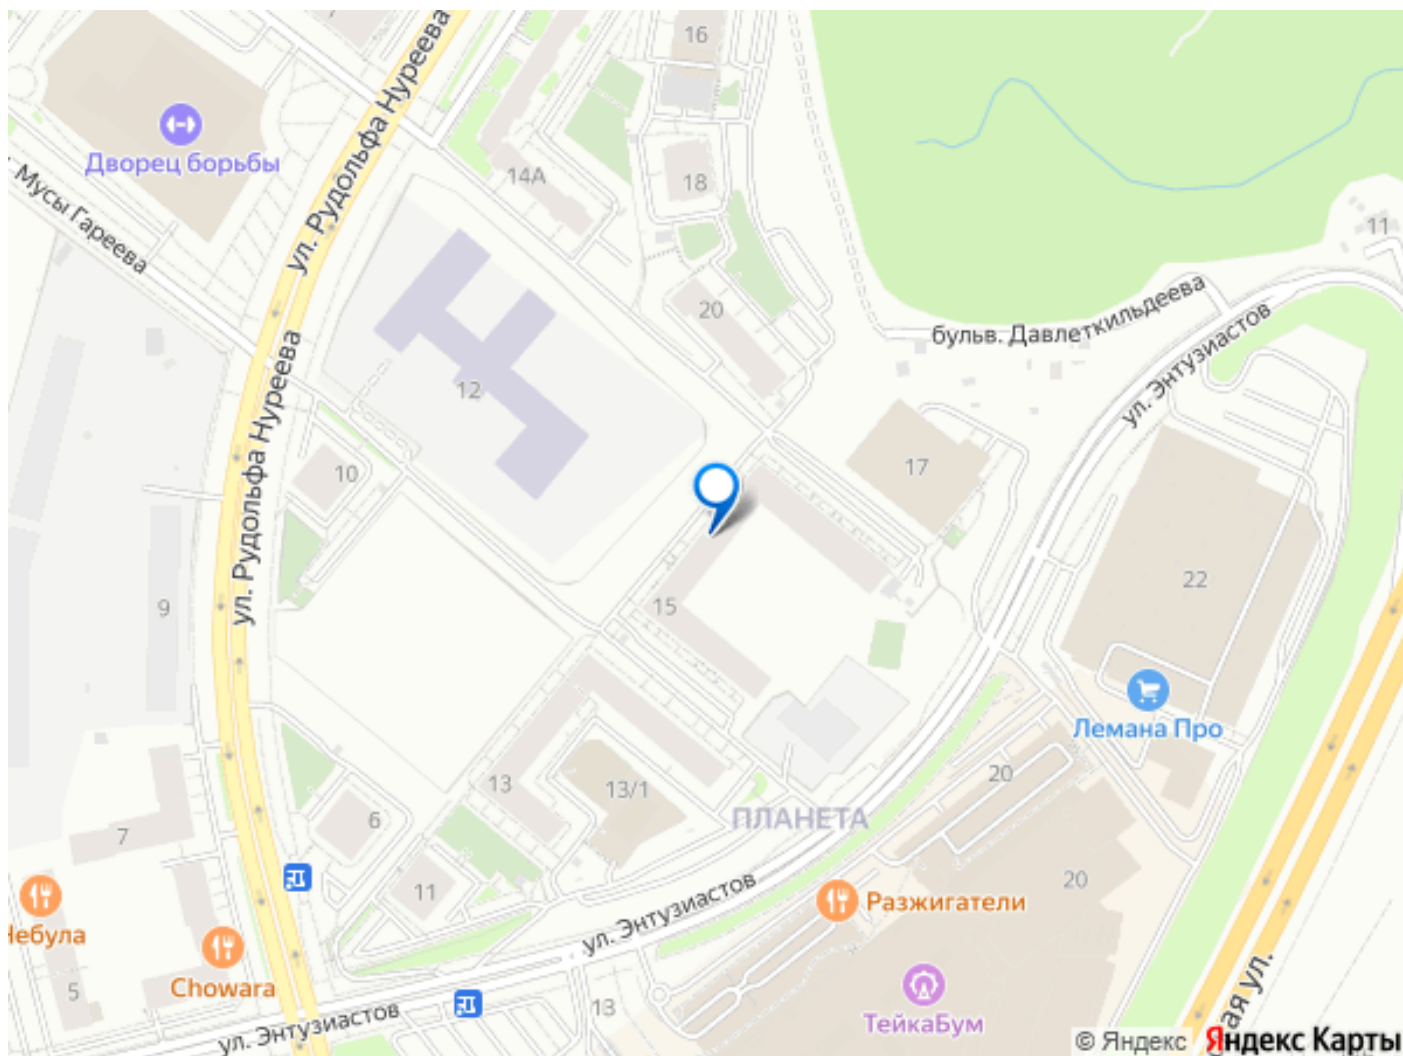 16
ул. Рудольфа Нуреева
Дворец борьбы
14А
18
Мусы Гареева
11
20
бульв. Давлеткильдеева
ул. Энтузиастов
12
ул. Рудольфа Нуреева
10
17
22
9
15
Лемана Про
13
13/1
20
ПЛАНЕТА
6
7
11
20
Разжигатели
Chowara
5
ул. Энтузиастов
13
ТейкаБум
ул. Энтузиастов
ул.
© Яндекс Яндекс Карты